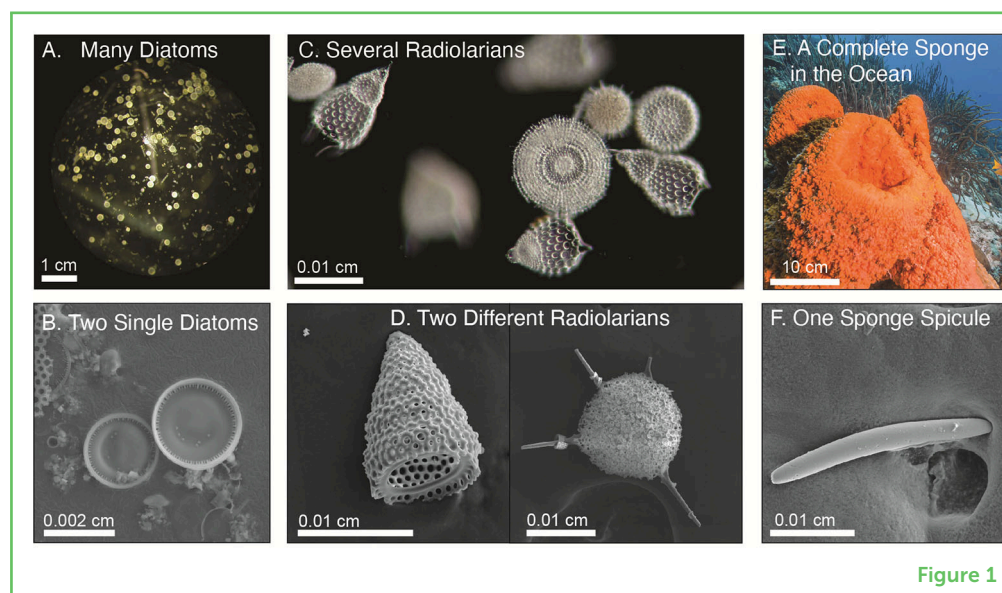 A. Many Diatoms
1 cm
C. Several Radiolarians
0.01 cm
E. A Complete Sponge
in the Ocean
10 cm
B. Two Single Diatoms
0.002 cm
D. Two Different Radiolarians
0.01 cm
0.01 cm
F. One Sponge Spicule
0.01 cm
Figure 1